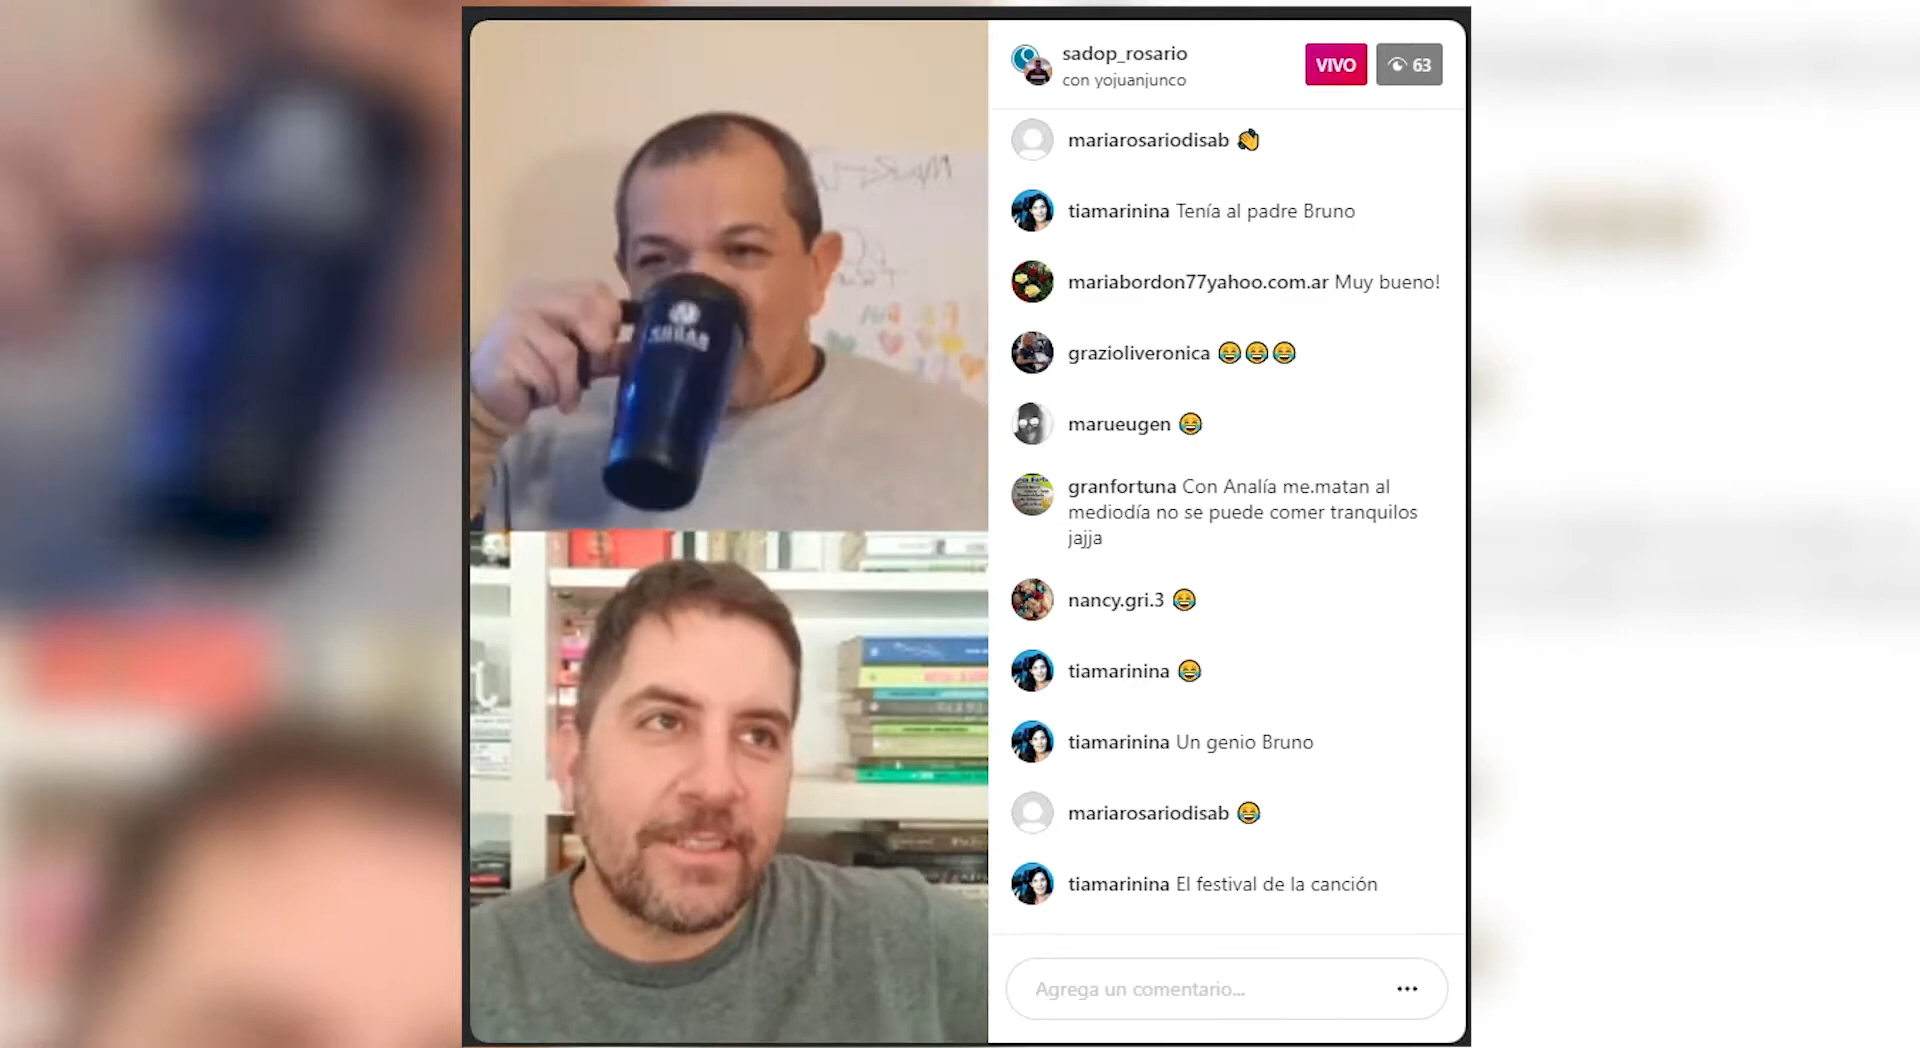 sadop_rosario
con yojuanjunco
VIVO
63
mariarosariodisab 👏
tiamarinina Tenía al padre Bruno
mariabordon77yahoo.com.ar Muy bueno!
grazioliveronica 😂😂😂
marueugen 😂
granfortuna Con Analía me.matan al
mediodía no se puede comer tranquilos
jajja
nancy.gri.3 😂
tiamarinina 😂
tiamarinina Un genio Bruno
mariarosariodisab 😂
tiamarinina El festival de la canción
Agrega un comentario...